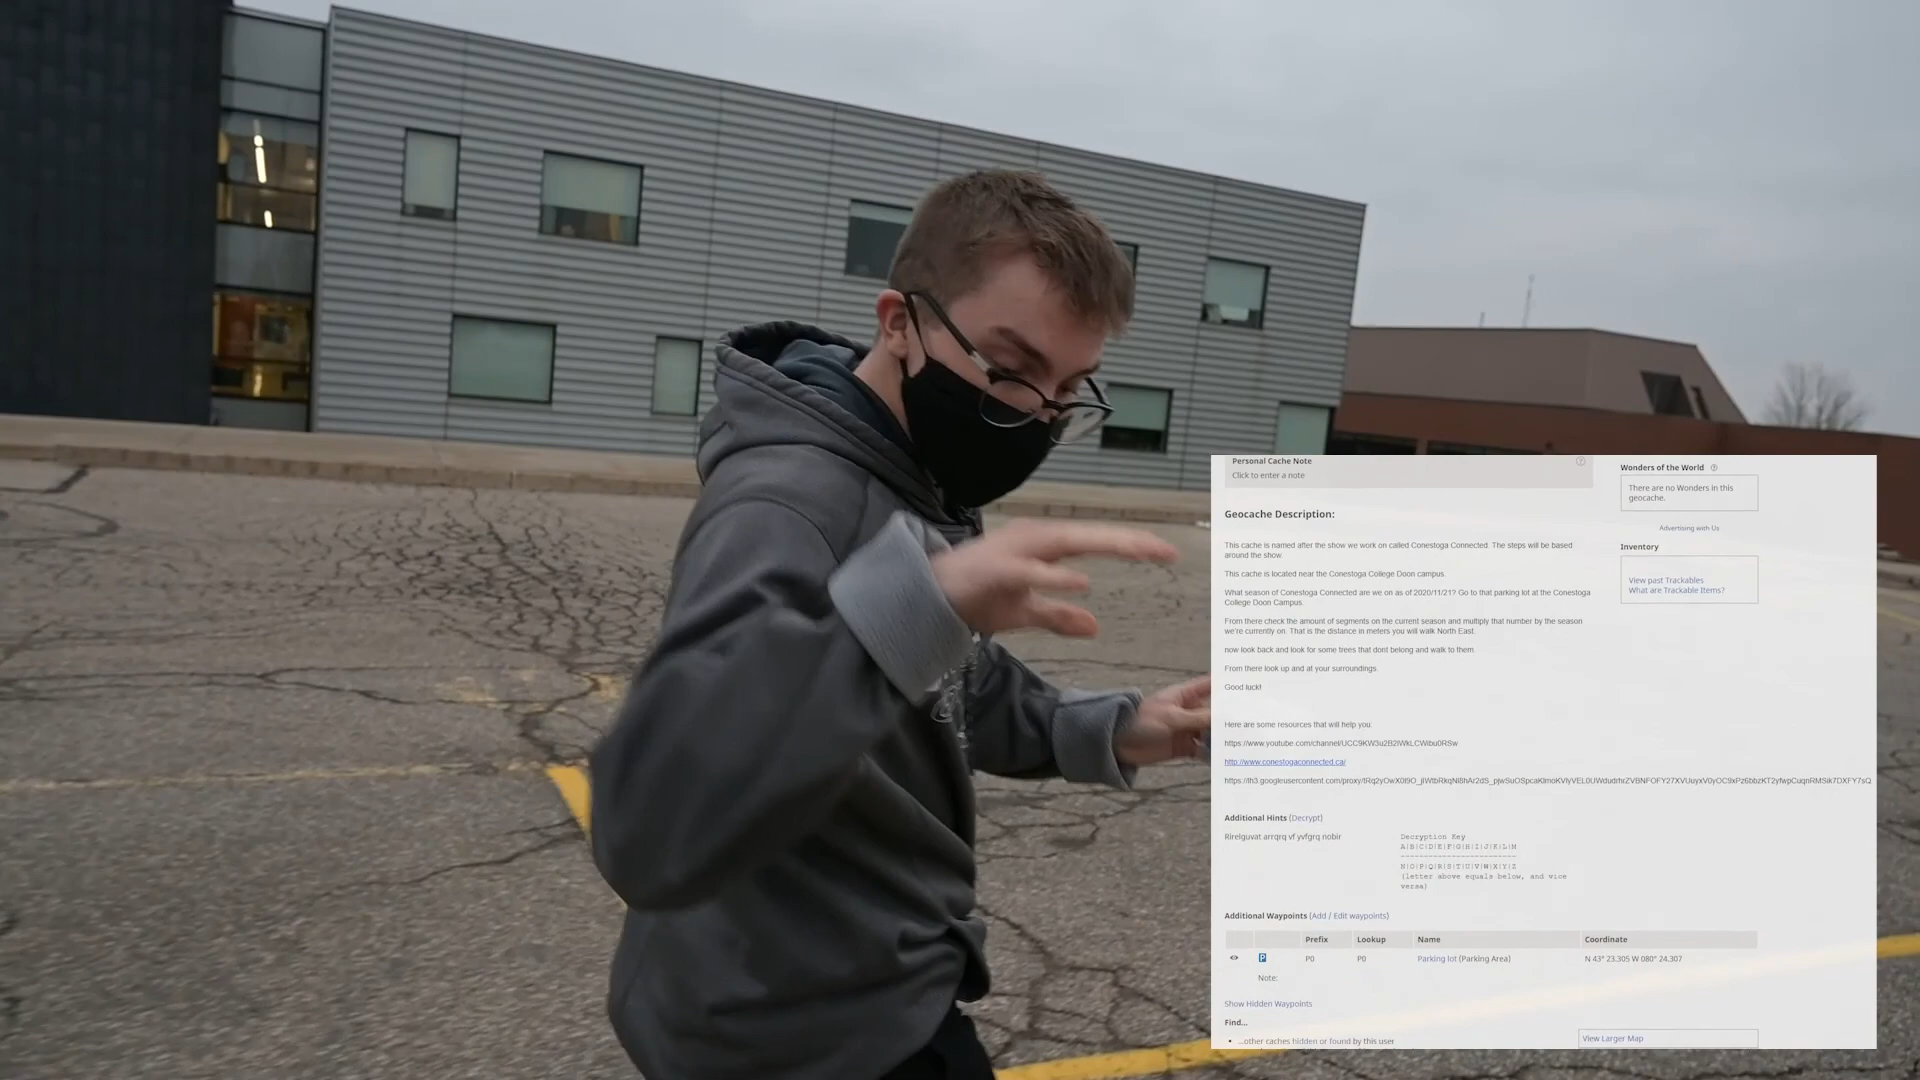 Personal Cache Note
Click to enter a note
Geocache Description:
This cache is named after the show we work on called Conestoga Connected. The steps will be based
around the show.
This cache is located near the Conestoga College Doon campus.
What season of Conestoga Connected are we on as of 2020/11/21? Go to that parking lot at the Conestoga
College Doon Campus.
From there check the amount of segments on the current season and multiply that number by the season
we're currently on. That is the distance in meters you will walk North East.
now look back and look for some trees that dont belong and walk to them.
From there look up and at your surroundings.
Good luck!
Here are some resources that will help you:
http://www.conestogaconnected.ca/
Additional Hints (Decrypt)
Rirelguvat arrqrq vf yvfgrq nobir
Decryption Key
A|B|C|D|E|F|G|H|I|J|K|L|M
-------------------------
N|O|P|Q|R|S|T|U|V|W|X|Y|Z
(letter above equals below, and vice
versa)
Additional Waypoints (Add / Edit waypoints)
Prefix Lookup Name Coordinate
P P0 P0 Parking lot (Parking Area) N 43° 23.305 W 080° 24.307
Note:
Show Hidden Waypoints
Find...
...other caches hidden or found by this user
Wonders of the World ?
There are no Wonders in this
geocache.
Advertising with Us
Inventory
View past Trackables
What are Trackable Items?
View Larger Map